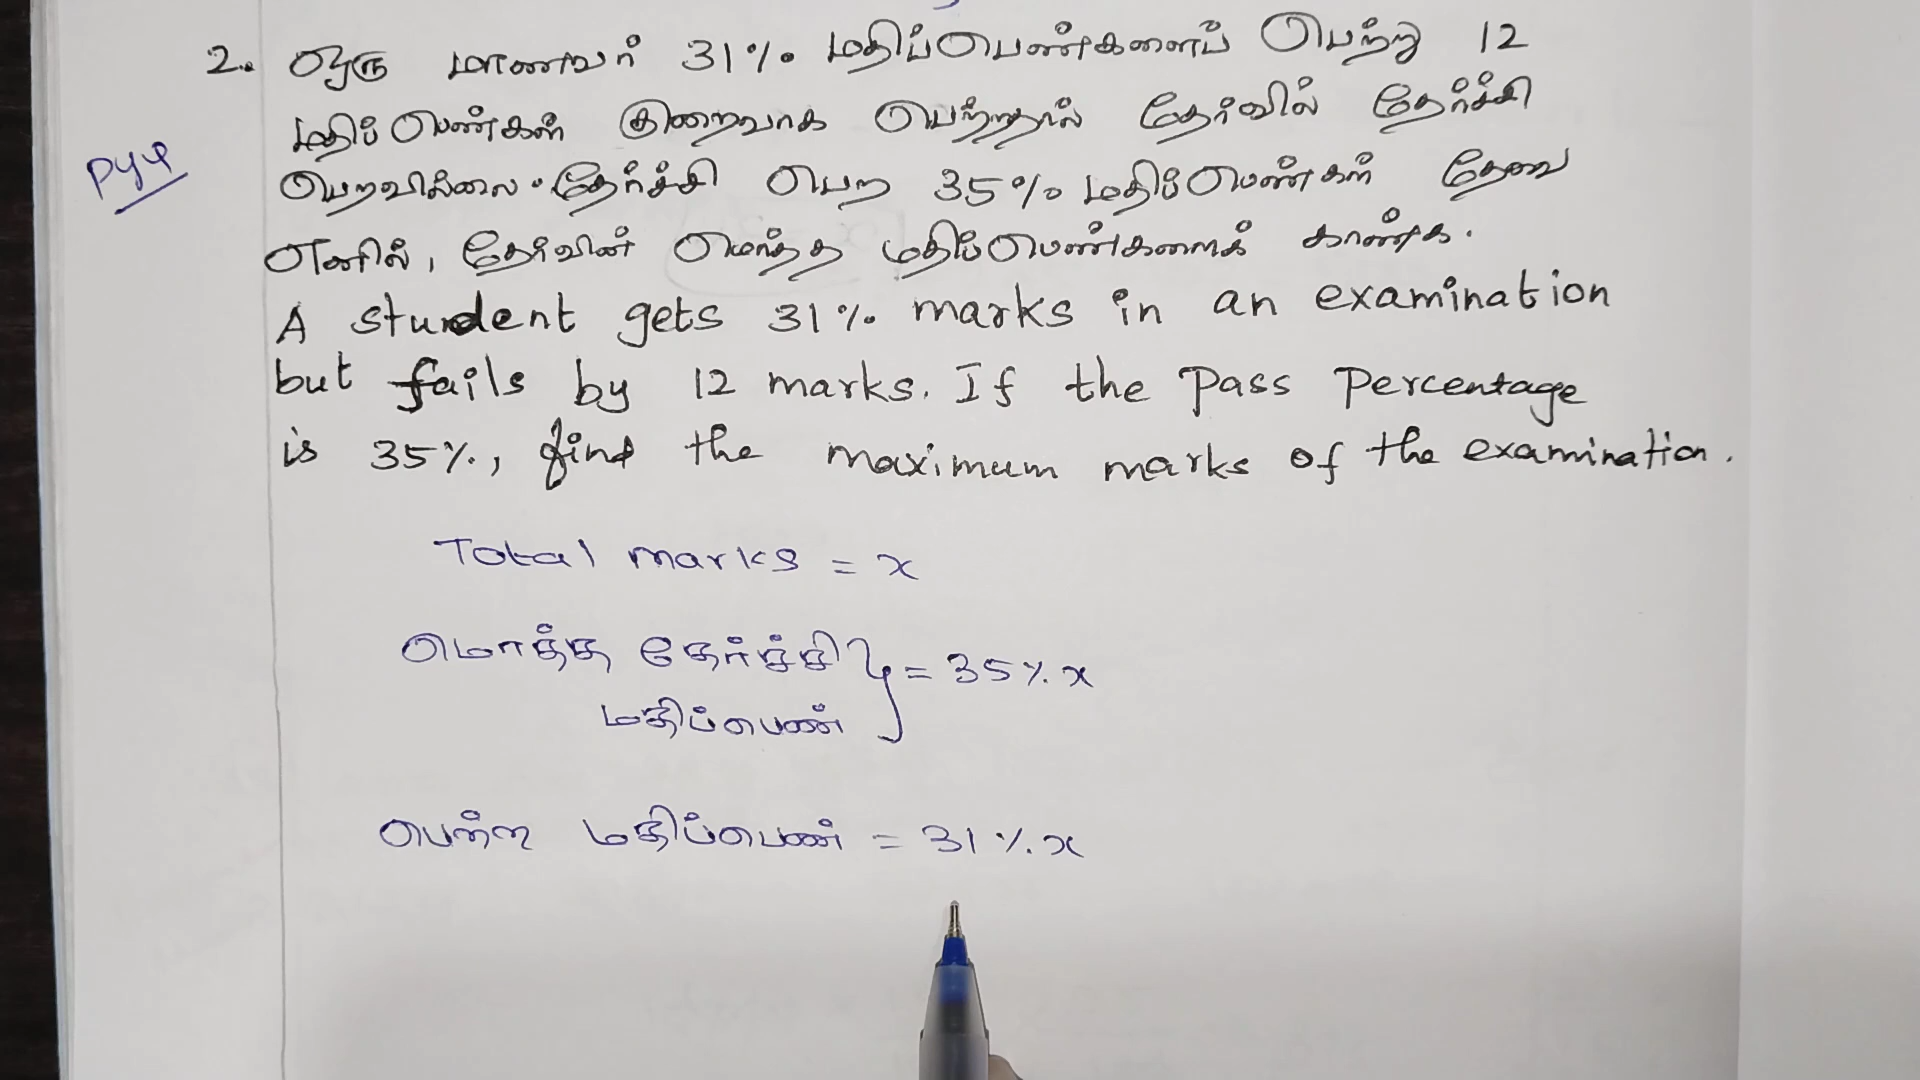 2. ஒரு மாணவர் 31% மதிப்பெண்களைப் பெற்று 12
மதிப்பெண்கள் குறைவாக பெற்றதால் தேர்வில் தேர்ச்சி
PYQ
பெறவில்லை. தேர்ச்சி பெற 35% மதிப்பெண்கள் தேவை
எனில், தேர்வின் மொத்த மதிப்பெண்களைக் காண்க.
A student gets 31% marks in an examination
but fails by 12 marks. If the pass percentage
is 35%, find the maximum marks of the examination.
Total marks = x
மொத்த தேர்ச்சி } = 35% x
மதிப்பெண்
பெற்ற மதிப்பெண் = 31% x